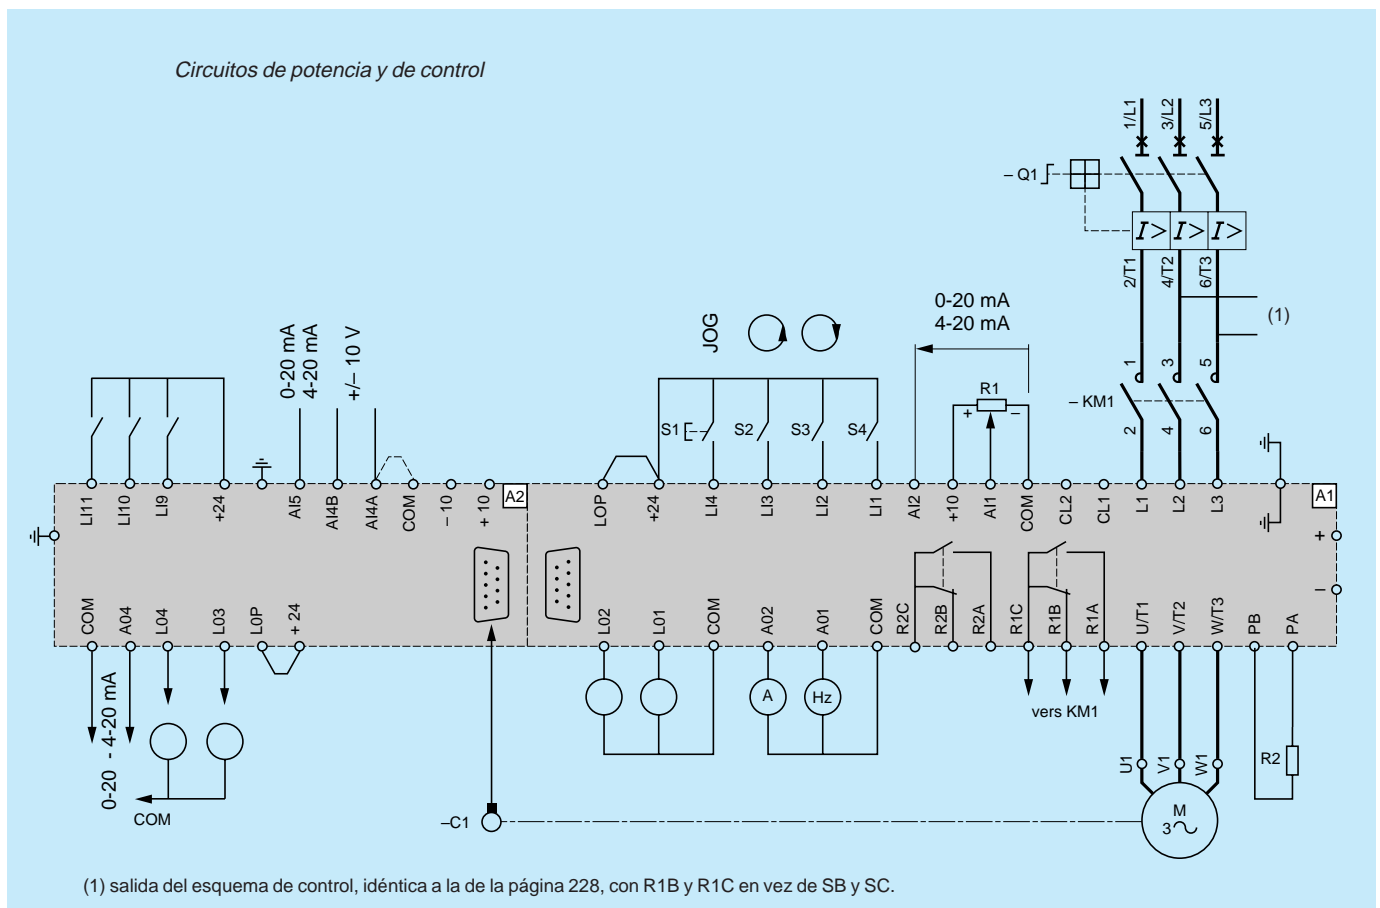 Circuitos de potencia y de control
1/L1
3/L2
5/L3
– Q1
I >
I >
I >
2/T1
4/T2
6/T3
(1)
0-20 mA
4-20 mA
JOG
0-20 mA
4-20 mA
+/– 10 V
1
3
5
– KM1
2
4
6
R1
+
–
S1
S2
S3
S4
LI11
LI10
LI9
+24
AI5
AI4B
AI4A
COM
– 10
+ 10
A2
LOP
+24
LI4
LI3
LI2
LI1
AI2
+10
AI1
COM
CL2
CL1
L1
L2
L3
A1
+
–
COM
A04
L04
L03
L0P
+ 24
L02
L01
COM
A02
A01
COM
R2C
R2B
R2A
R1C
R1B
R1A
U/T1
V/T2
W/T3
PB
PA
0-20 - 4-20 mA
A
Hz
vers KM1
COM
U1
V1
W1
R2
–C1
M
3
(1) salida del esquema de control, idéntica a la de la página 228, con R1B y R1C en vez de SB y SC.